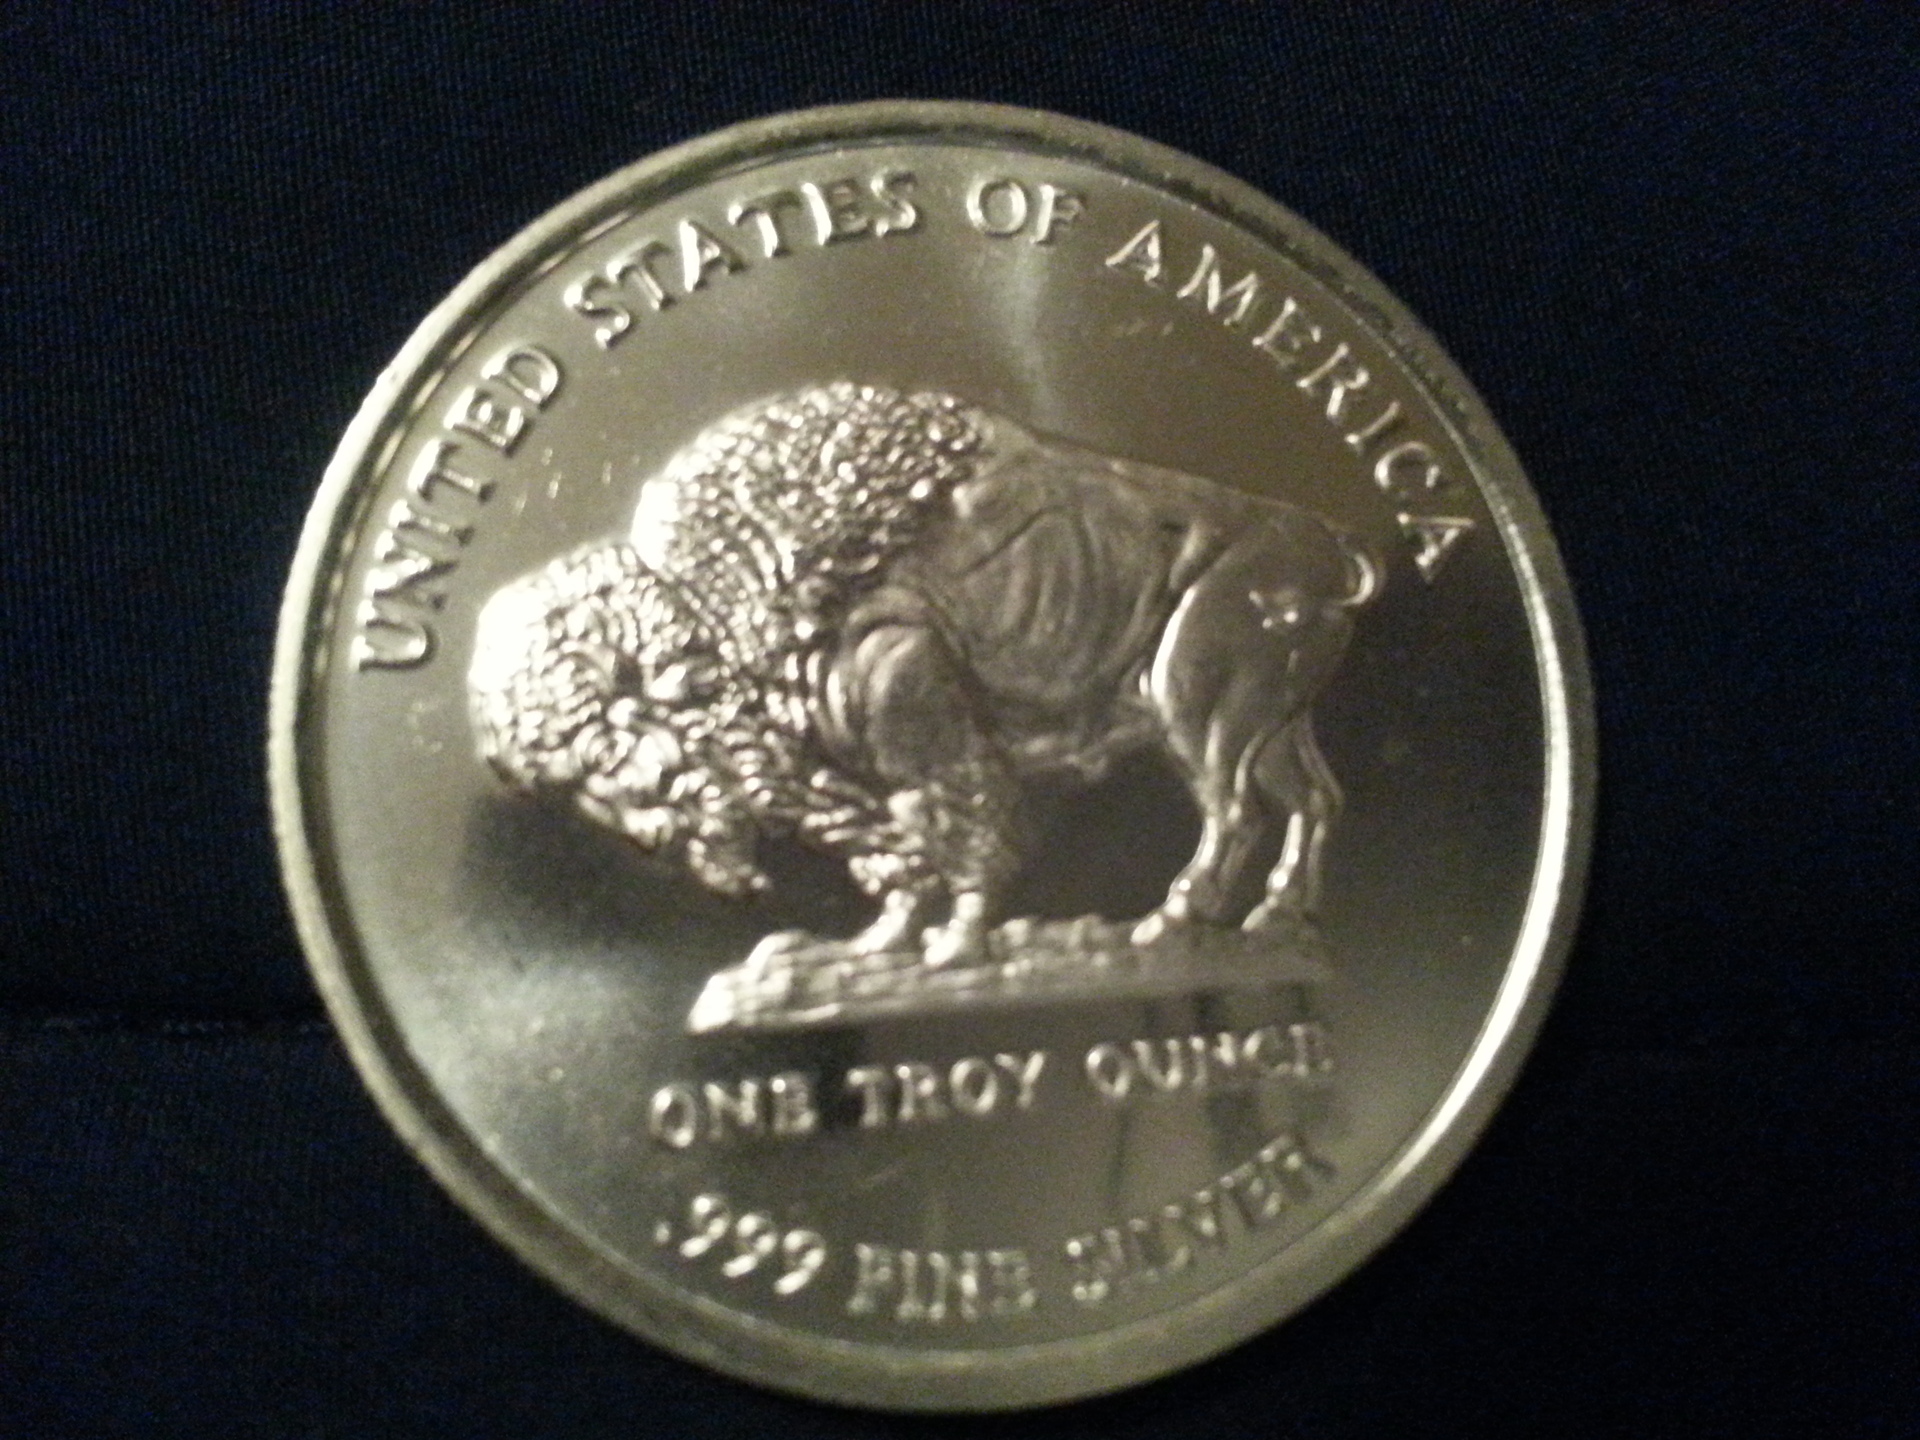 UNITED STATES OF AMERICA
ONE TROY OUNCE
.999 FINE SILVER